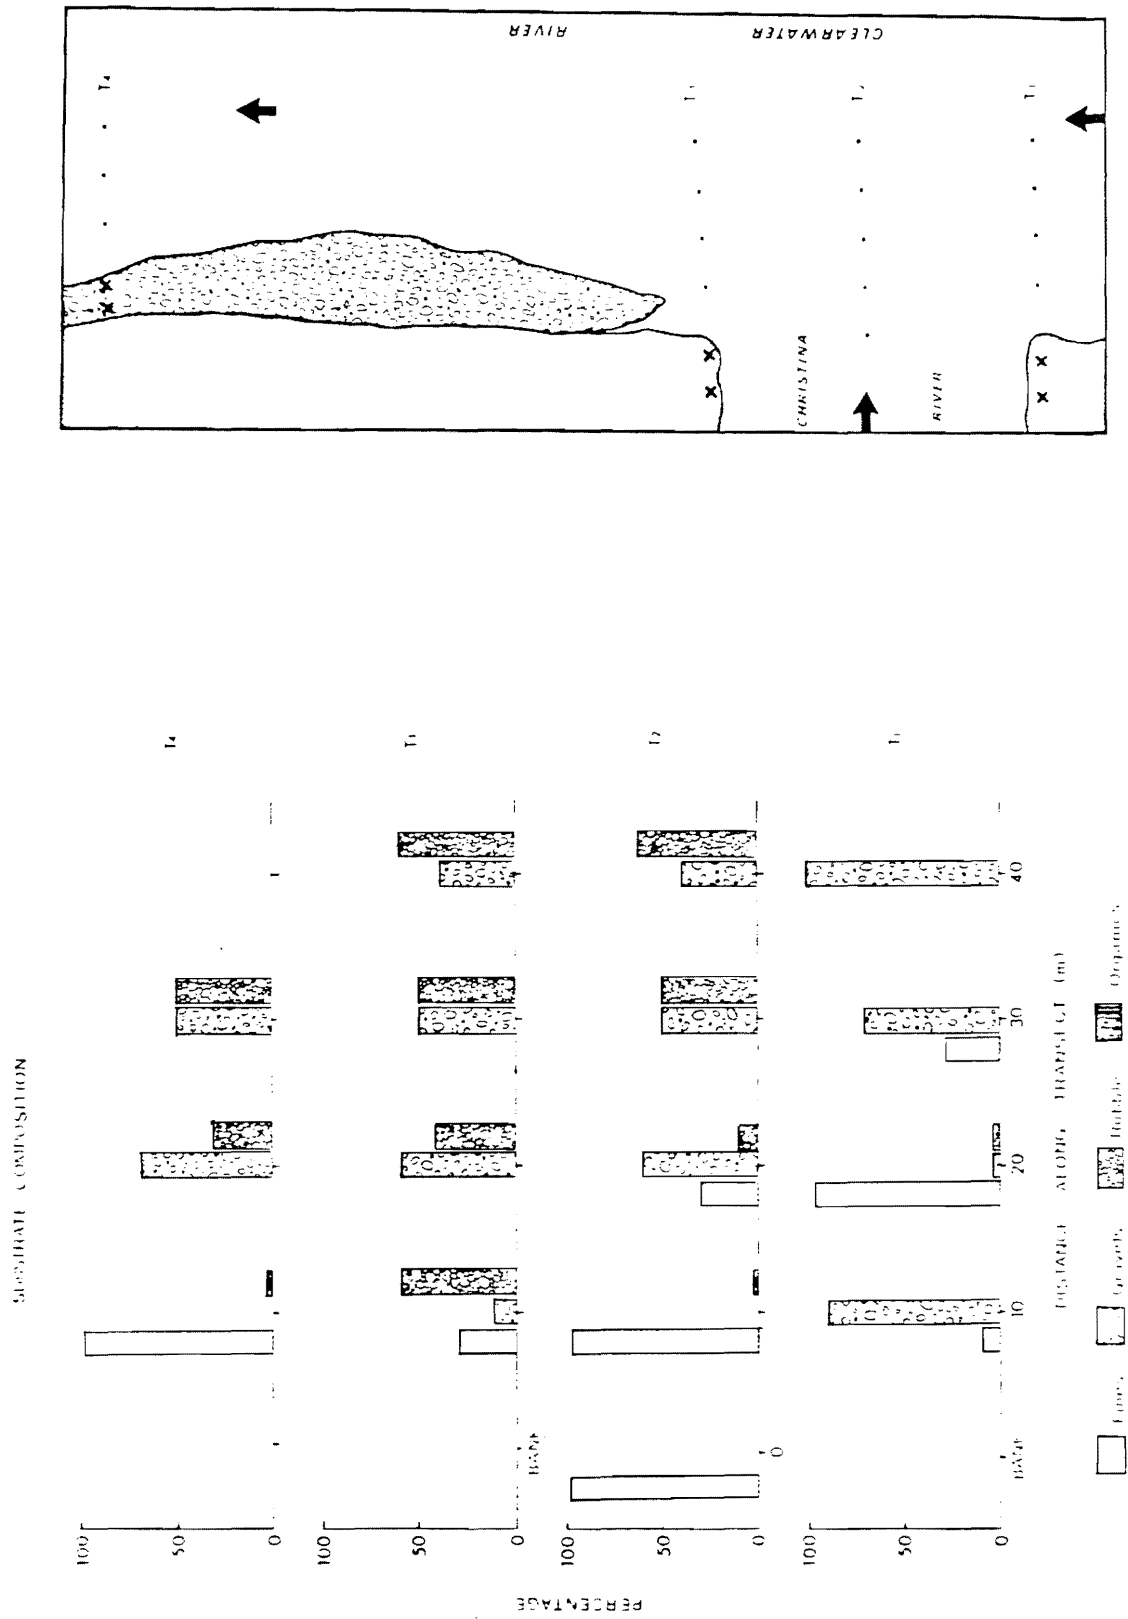 SUBSTRATE COMPOSITION
PERCENTAGE
100
50
0
T4
100
50
0
BANK
T3
100
50
0
0
T2
100
50
0
BANK
10
20
30
40
T1
DISTANCE ALONG TRANSECT (m)
Fines
Gravels
Rubble
Organics
T4
T3
T2
T1
RIVER
CLEARWATER
CHRISTINA
RIVER
X
X
X
X
X
X